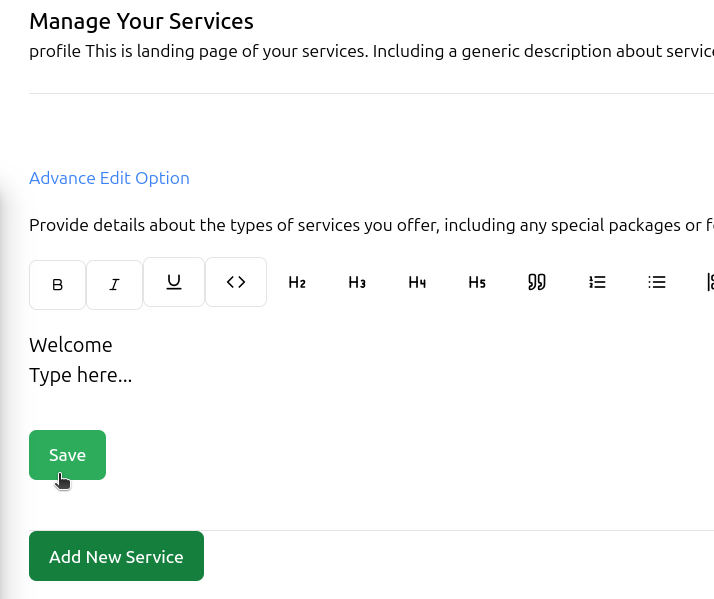 Manage Your Services
profile This is landing page of your services. Including a generic description about
Advance Edit Option
Provide details about the types of services you offer, including any special packages or
B I U <> H2 H3 H4 H5
Welcome
Type here...
Save
Add New Service